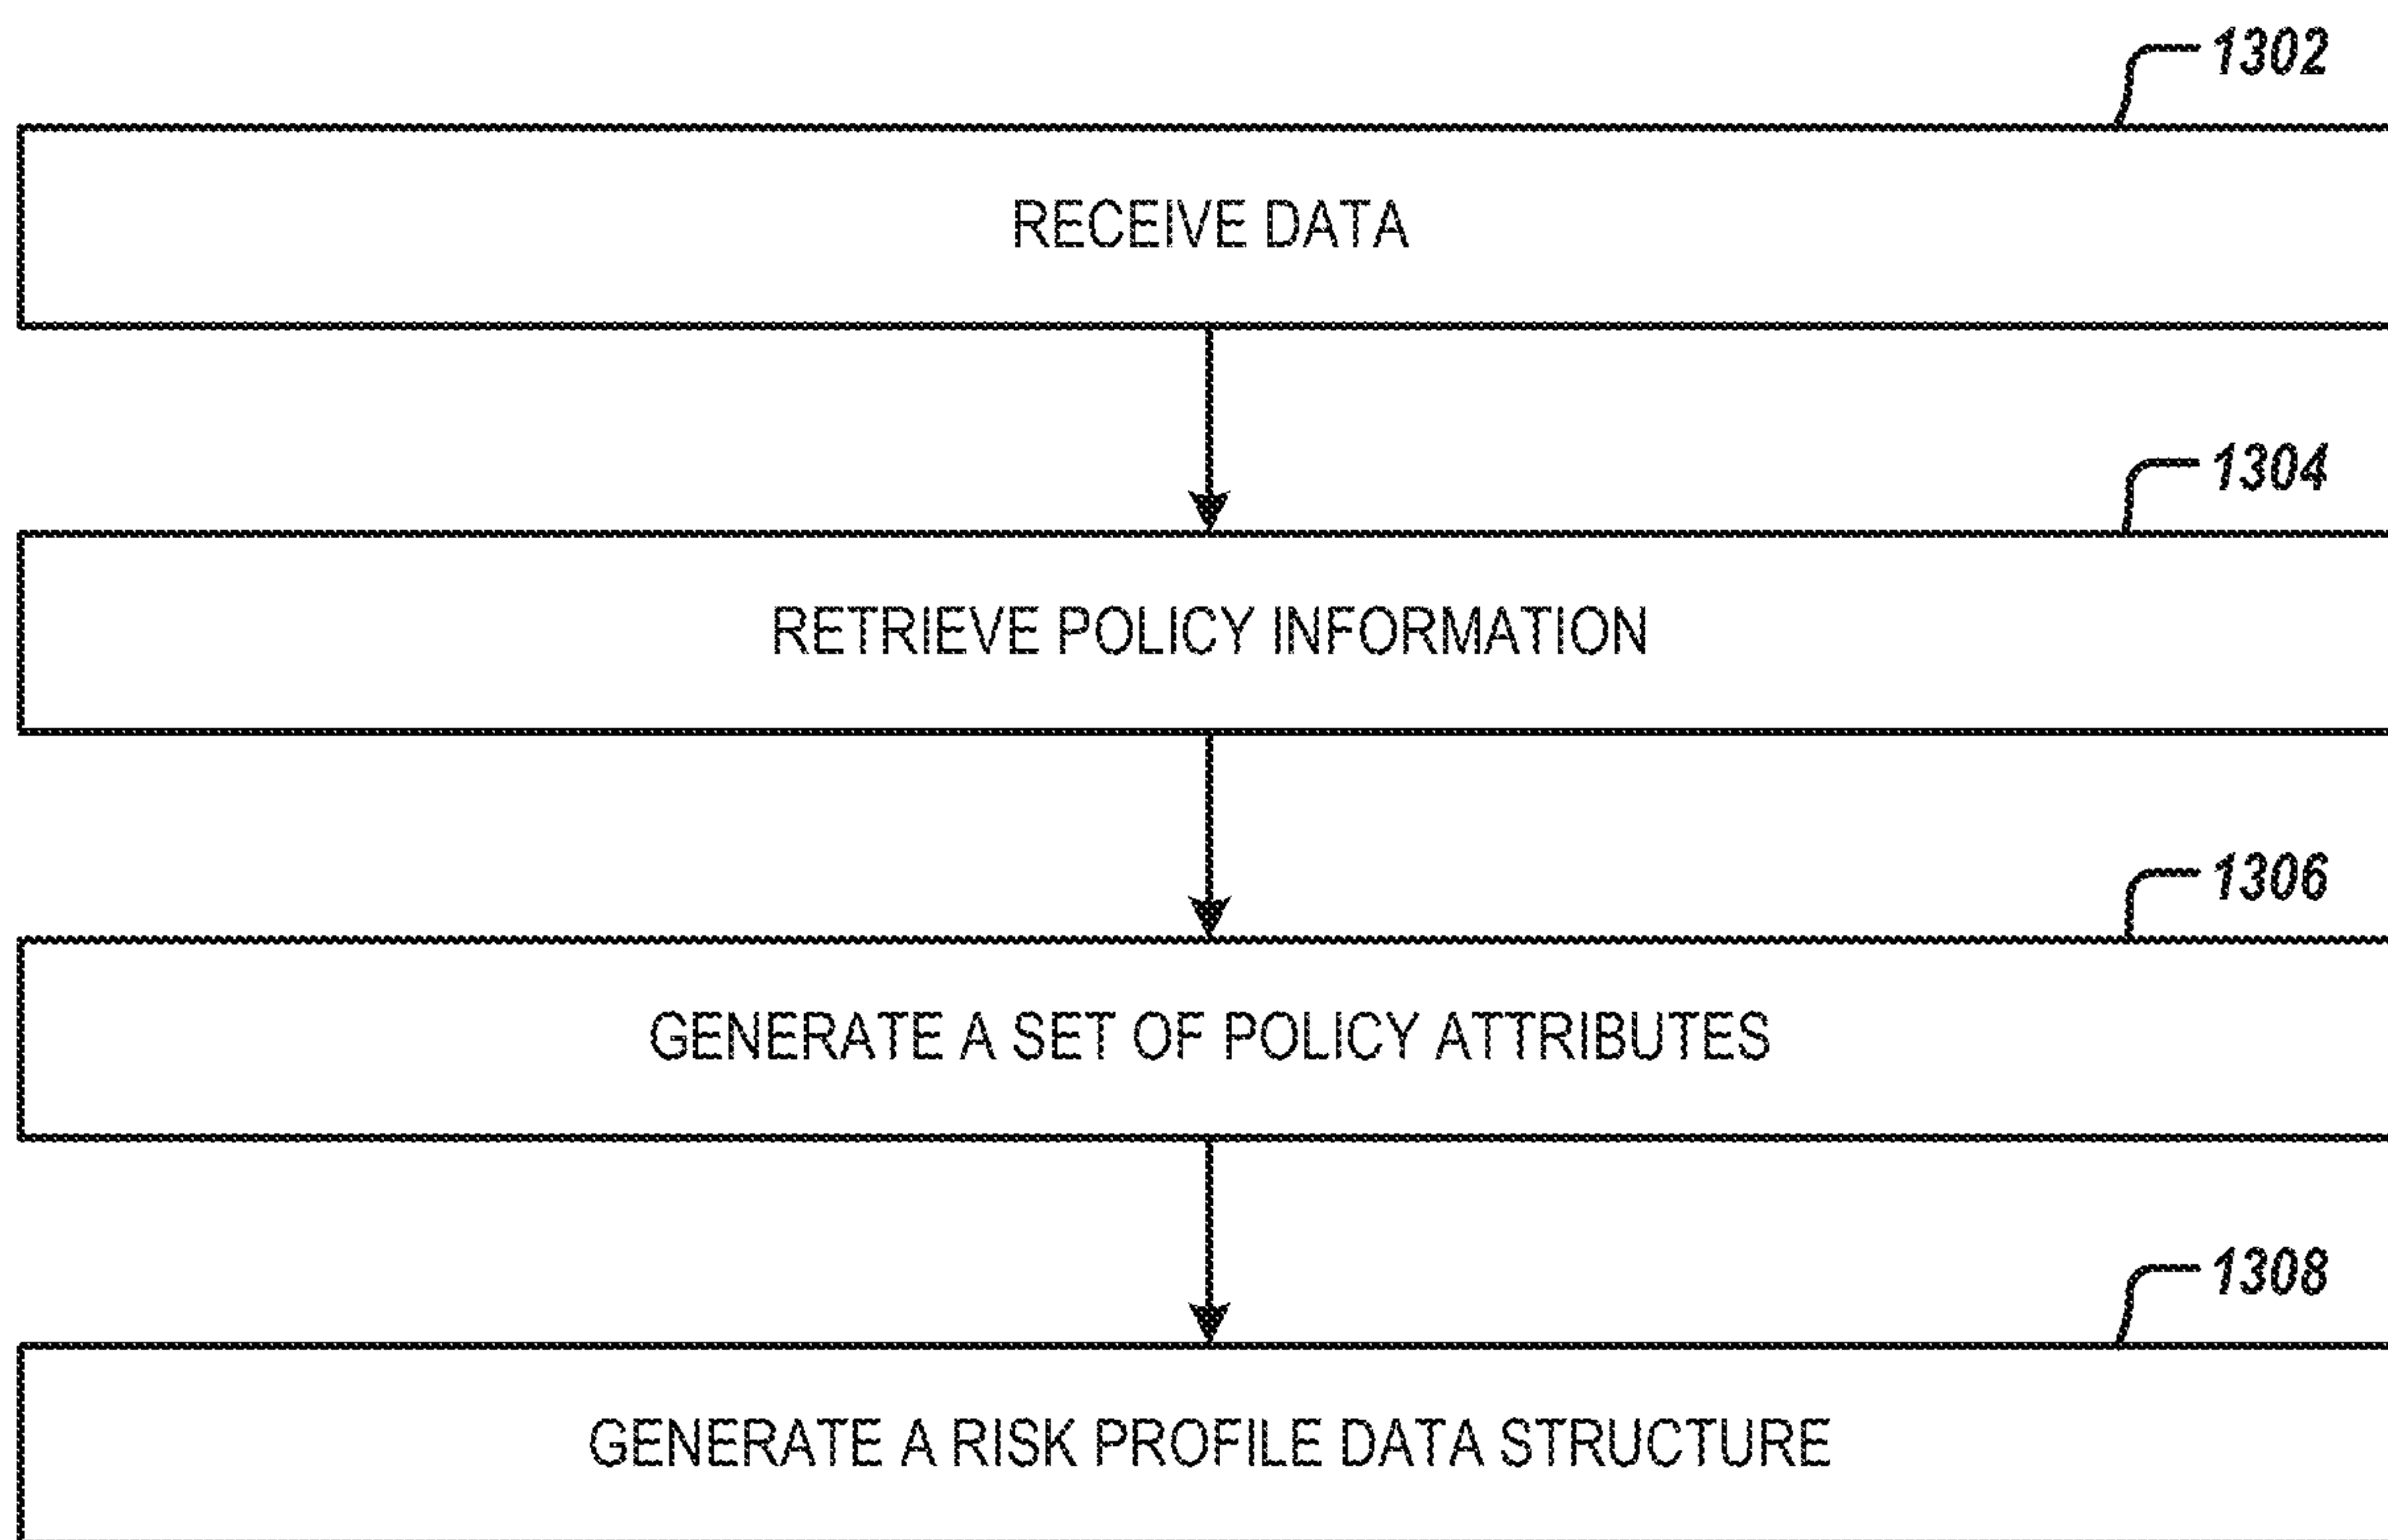 1302
RECEIVE DATA
1304
RETRIEVE POLICY INFORMATION
1306
GENERATE A SET OF POLICY ATTRIBUTES
1308
GENERATE A RISK PROFILE DATA STRUCTURE